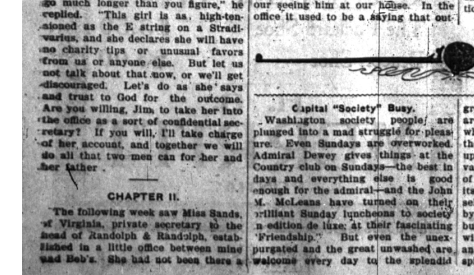 go much longer than you figure," he
replied. "This girl is as high-ten-
sioned as the E string on a Stradi-
varius, and she declares she will have
no charity tips or unusual favors
from us or anyone else. But let us
not talk about that now, or we'll get
discouraged. Let's do as she says
and trust to God for the outcome.
Are you willing, Jim, to take her into
the office as a sort of confidential sec-
retary? If you will, I'll take charge
of her account, and together we will
do all that two men can for her and
her father
CHAPTER II.
The following week saw Miss Sands,
of Virginia, private secretary to the
head of Randolph & Randolph, estab-
lished in a little office between mine
and Bob's. She had not been there a
our seeing him at our house. In the
office it used to be a saying that out-
Capital "Society" Busy.
Washington society people are
plunged into a mad struggle for pleas-
ure. Even Sundays are overworked.
Admiral Dewey gives things at the
Country club on Sundays—the best in
days and everything else is good
enough for the admiral—and the John
M. McLeans have turned on their
brilliant Sunday luncheons to society
in edition de luxe, at their fascinating
"Friendship." But even the unex-
purgated and the great unwashed are
welcome every day to the splendid